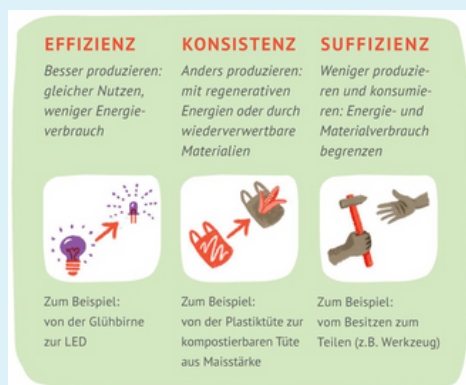 EFFIZIENZ
Besser produzieren:
gleicher Nutzen,
weniger Energie-
verbrauch
Zum Beispiel:
von der Glühbirne
zur LED
KONSISTENZ
Anders produzieren:
mit regenerativen
Energien oder durch
wiederverwertbare
Materialien
Zum Beispiel:
von der Plastiktüte zur
kompostierbaren Tüte
aus Maisstärke
SUFFIZIENZ
Weniger produzie-
ren und konsumie-
ren: Energie- und
Materialverbrauch
begrenzen
Zum Beispiel:
vom Besitzen zum
Teilen (z.B. Werkzeug)